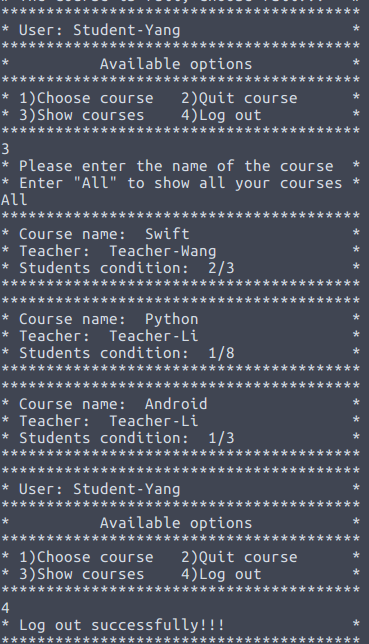 ****************************************
* User: Student-Yang                   *
****************************************
*          Available options           *
****************************************
* 1)Choose course   2)Quit course      *
* 3)Show courses    4)Log out          *
****************************************
3
* Please enter the name of the course  *
* Enter "All" to show all your courses *
All
****************************************
* Course name:  Swift                  *
* Teacher:  Teacher-Wang               *
* Students condition:  2/3             *
****************************************
****************************************
* Course name:  Python                 *
* Teacher:  Teacher-Li                 *
* Students condition:  1/8             *
****************************************
****************************************
* Course name:  Android                *
* Teacher:  Teacher-Li                 *
* Students condition:  1/3             *
****************************************
****************************************
* User: Student-Yang                   *
****************************************
*          Available options           *
****************************************
* 1)Choose course   2)Quit course      *
* 3)Show courses    4)Log out          *
****************************************
4
* Log out successfully!!!              *
****************************************